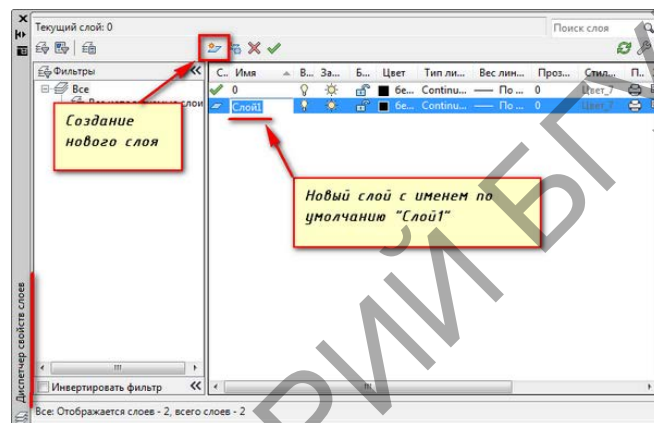 Текущий слой: 0
Поиск слоя
Фильтры
С.. Имя В... За... Б... Цвет Тип ли... Вес лин... Проз... Стил... П..
Все
0 бе... Continu... По ... 0 Цвет_7
Слой1 бе... Continu... По ... 0 Цвет_7
Создание
нового слоя
Новый слой с именем по
умолчанию "Слой1"
Диспетчер свойств слоев
Инвертировать фильтр
Все: Отображается слоев - 2, всего слоев - 2
РИЙ БГУ